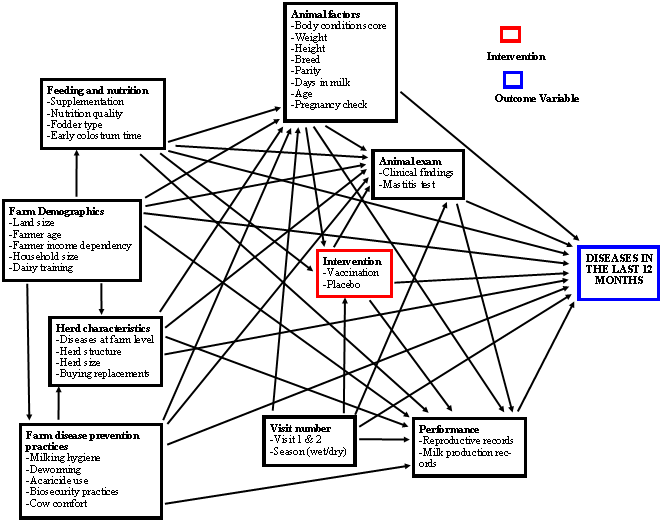 Animal factors
-Body conditions core
-Weight
-Height
-Breed
-Parity
-Days in milk
-Age
-Pregnancy check
Intervention
Outcome Variable
Feeding and nutrition
-Supplementation
-Nutrition quality
-Fodder type
-Early colostrum time
Animal exam
-Clinical findings
-Mastitis test
Farm Demographics
-Land size
-Farmer age
-Farmer income dependency
-Household size
-Dairy training
Intervention
-Vaccination
-Placebo
DISEASES IN
THE LAST 12
MONTHS
Herd characteristics
-Diseases at farm level
-Herd structure
-Herd size
-Buying replacements
Farm disease prevention
practices
-Milking hygiene
-Deworming
-Acaricide use
-Biosecurity practices
-Cow comfort
Visit number
-Visit 1 & 2
-Season (wet/dry)
Performance
-Reproductive records
-Milk production rec-
ords